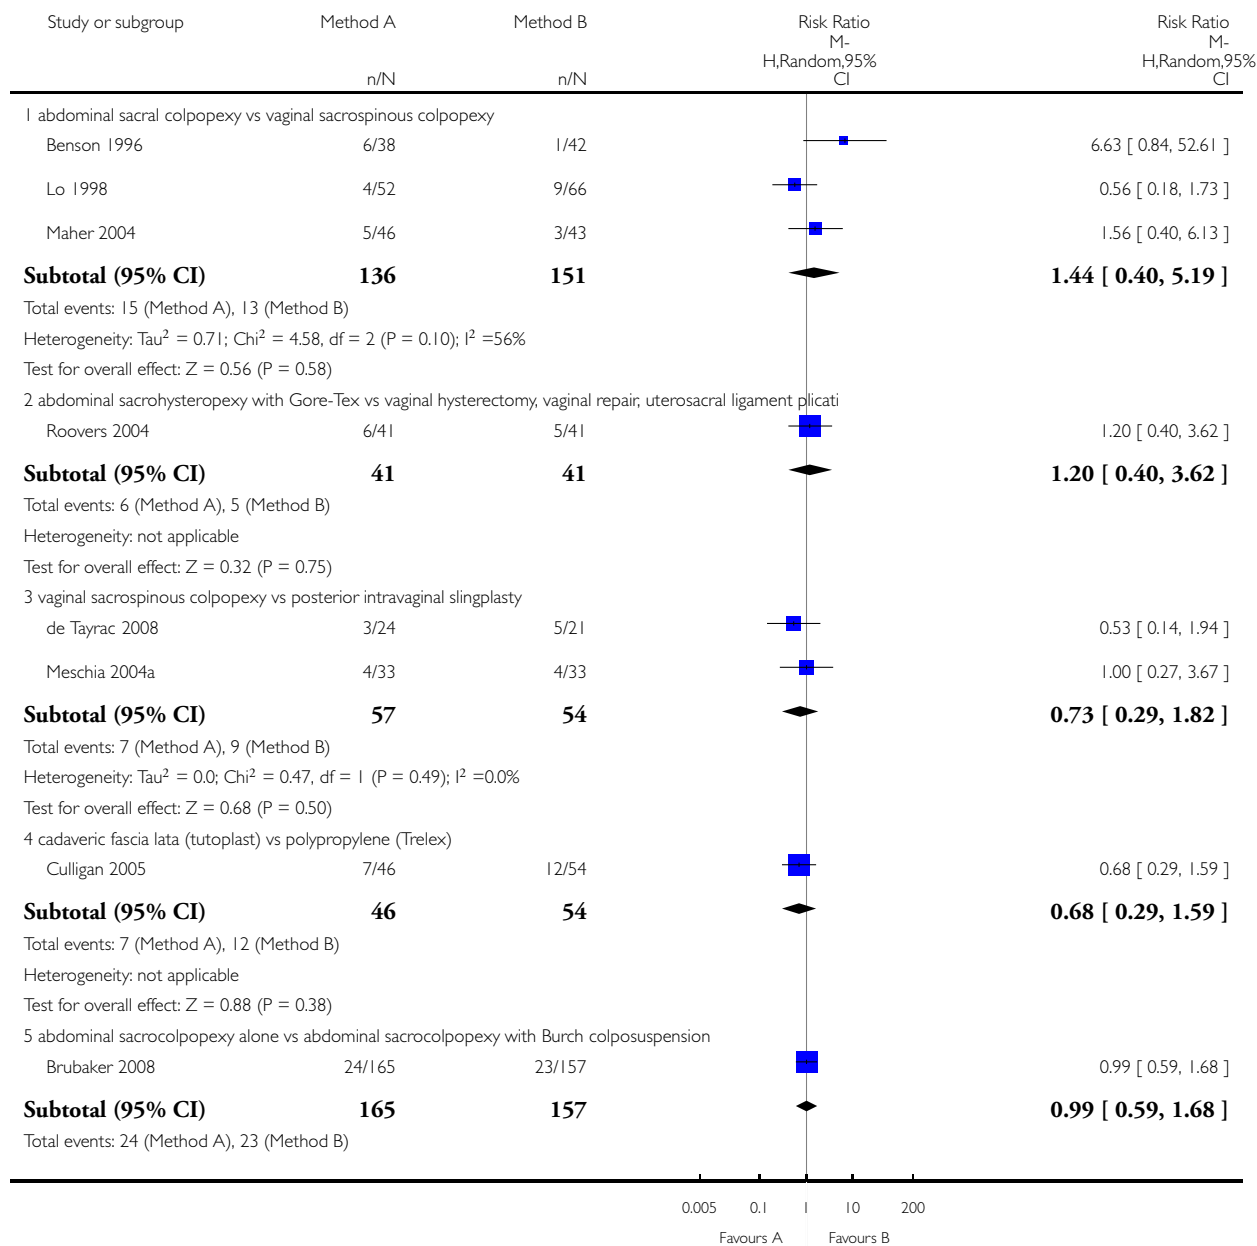 Study or subgroup Method A Method B Risk Ratio Risk Ratio
M- M-
H,Random,95% H,Random,95%
n/N n/N CI CI
1 abdominal sacral colpopexy vs vaginal sacrospinous colpopexy
Benson 1996 6/38 1/42 6.63 [ 0.84, 52.61 ]
Lo 1998 4/52 9/66 0.56 [ 0.18, 1.73 ]
Maher 2004 5/46 3/43 1.56 [ 0.40, 6.13 ]
Subtotal (95% CI) 136 151 1.44 [ 0.40, 5.19 ]
Total events: 15 (Method A), 13 (Method B)
Heterogeneity: Tau² = 0.71; Chi² = 4.58, df = 2 (P = 0.10); I² =56%
Test for overall effect: Z = 0.56 (P = 0.58)
2 abdominal sacrohysteropexy with Gore-Tex vs vaginal hysterectomy, vaginal repair, uterosacral ligament plicati
Roovers 2004 6/41 5/41 1.20 [ 0.40, 3.62 ]
Subtotal (95% CI) 41 41 1.20 [ 0.40, 3.62 ]
Total events: 6 (Method A), 5 (Method B)
Heterogeneity: not applicable
Test for overall effect: Z = 0.32 (P = 0.75)
3 vaginal sacrospinous colpopexy vs posterior intravaginal slingplasty
de Tayrac 2008 3/24 5/21 0.53 [ 0.14, 1.94 ]
Meschia 2004a 4/33 4/33 1.00 [ 0.27, 3.67 ]
Subtotal (95% CI) 57 54 0.73 [ 0.29, 1.82 ]
Total events: 7 (Method A), 9 (Method B)
Heterogeneity: Tau² = 0.0; Chi² = 0.47, df = 1 (P = 0.49); I² =0.0%
Test for overall effect: Z = 0.68 (P = 0.50)
4 cadaveric fascia lata (tutoplast) vs polypropylene (Trelex)
Culligan 2005 7/46 12/54 0.68 [ 0.29, 1.59 ]
Subtotal (95% CI) 46 54 0.68 [ 0.29, 1.59 ]
Total events: 7 (Method A), 12 (Method B)
Heterogeneity: not applicable
Test for overall effect: Z = 0.88 (P = 0.38)
5 abdominal sacrocolpopexy alone vs abdominal sacrocolpopexy with Burch colposuspension
Brubaker 2008 24/165 23/157 0.99 [ 0.59, 1.68 ]
Subtotal (95% CI) 165 157 0.99 [ 0.59, 1.68 ]
Total events: 24 (Method A), 23 (Method B)
0.005 0.1 1 10 200
Favours A Favours B